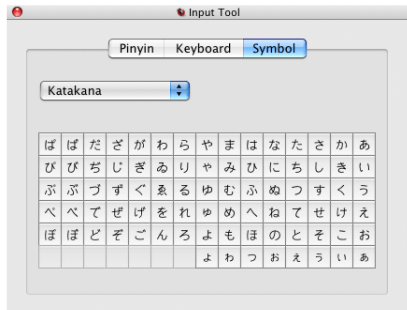 Input Tool
Pinyin Keyboard Symbol
Katakana
ぱ ば だ ざ が わ ら や ま は な た さ か あ
ぴ び ぢ じ ぎ ゐ り ゃ み ひ に ち し き い
ぷ ぶ づ ず ぐ ゑ る ゆ む ふ ぬ つ す く う
ぺ べ で ぜ げ を れ ゅ め へ ね て せ け え
ぽ ぼ ど ぞ ご ん ろ よ も ほ の と そ こ お
ょ ゎ っ ぉ ぇ ぅ ぃ ぁ